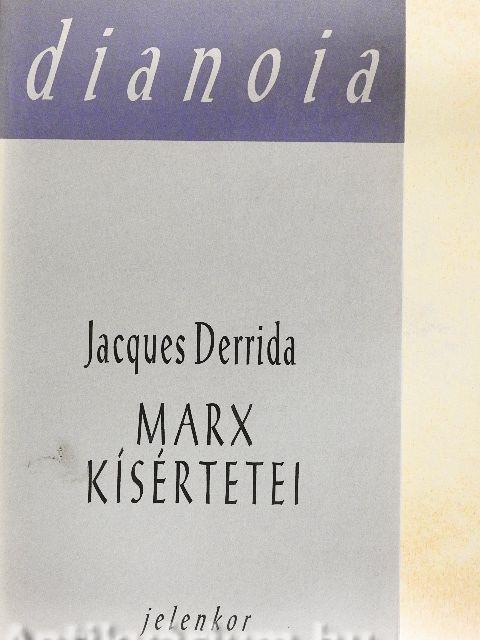 dianoia
Jacques Derrida
MARX
KÍSÉRTETEI
jelenkor